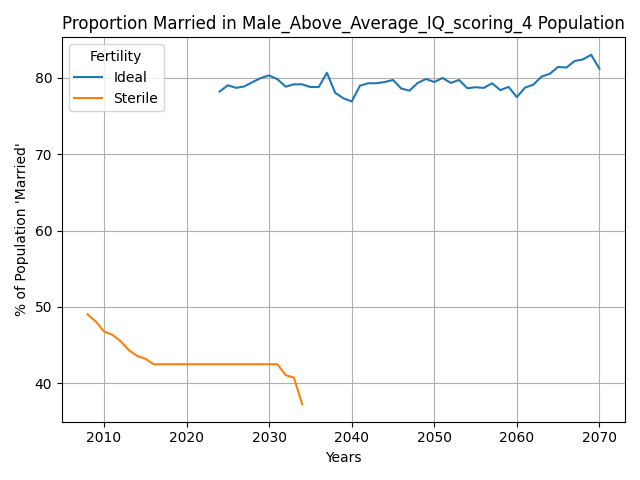 Proportion Married in Male_Above_Average_IQ_scoring_4 Population
Fertility
Ideal
Sterile
% of Population 'Married'
80
70
60
50
40
2010 2020 2030 2040 2050 2060 2070
Years